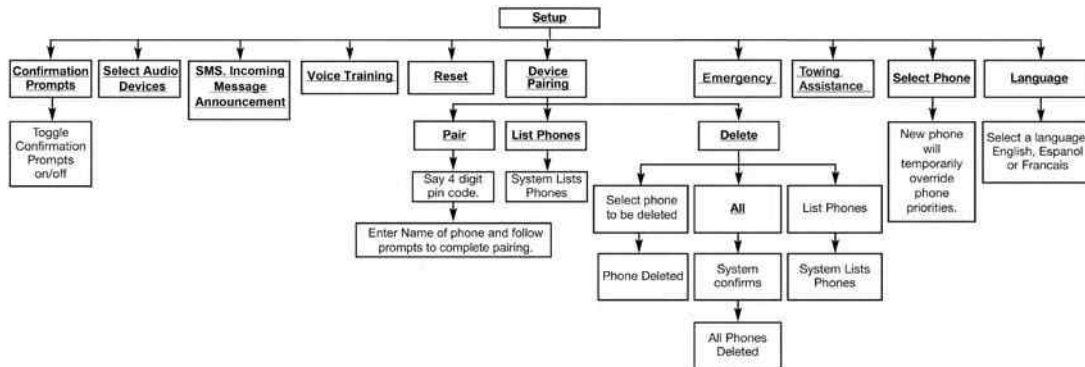 Setup
Confirmation
Prompts
Select Audio
Devices
SMS. Incoming
Message
Announcement
Voice Training
Reset
Device
Pairing
Emergency
Towing
Assistance
Select Phone
Language
Toggle
Confirmation
Prompts
on/off
Pair
List Phones
Delete
New phone
will
temporarily
override
phone
priorities.
Select a language
English, Espanol
or Francais
Say 4 digit
pin code.
System Lists
Phones
Select phone
to be deleted
All
List Phones
Enter Name of phone and follow
prompts to complete pairing.
Phone Deleted
System
confirms
System Lists
Phones
All Phones
Deleted